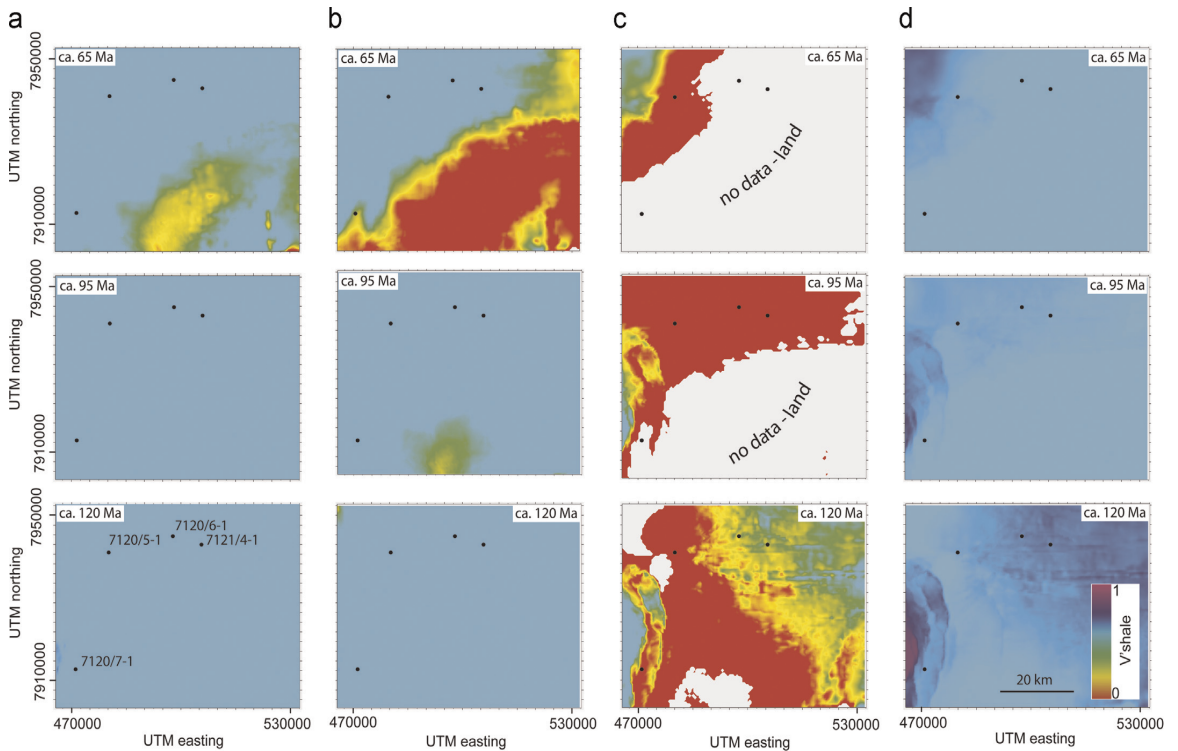 a
b
c
d
ca. 65 Ma
ca. 65 Ma
ca. 65 Ma
ca. 65 Ma
7950000
UTM northing
7910000
no data - land
ca. 95 Ma
ca. 95 Ma
ca. 95 Ma
ca. 95 Ma
7950000
UTM northing
7910000
no data - land
ca. 120 Ma
ca. 120 Ma
ca. 120 Ma
ca. 120 Ma
7950000
UTM northing
7910000
7120/6-1
7120/5-1
7121/4-1
7120/7-1
1
V'shale
0
20 km
470000
530000
470000
530000
470000
530000
470000
530000
UTM easting
UTM easting
UTM easting
UTM easting